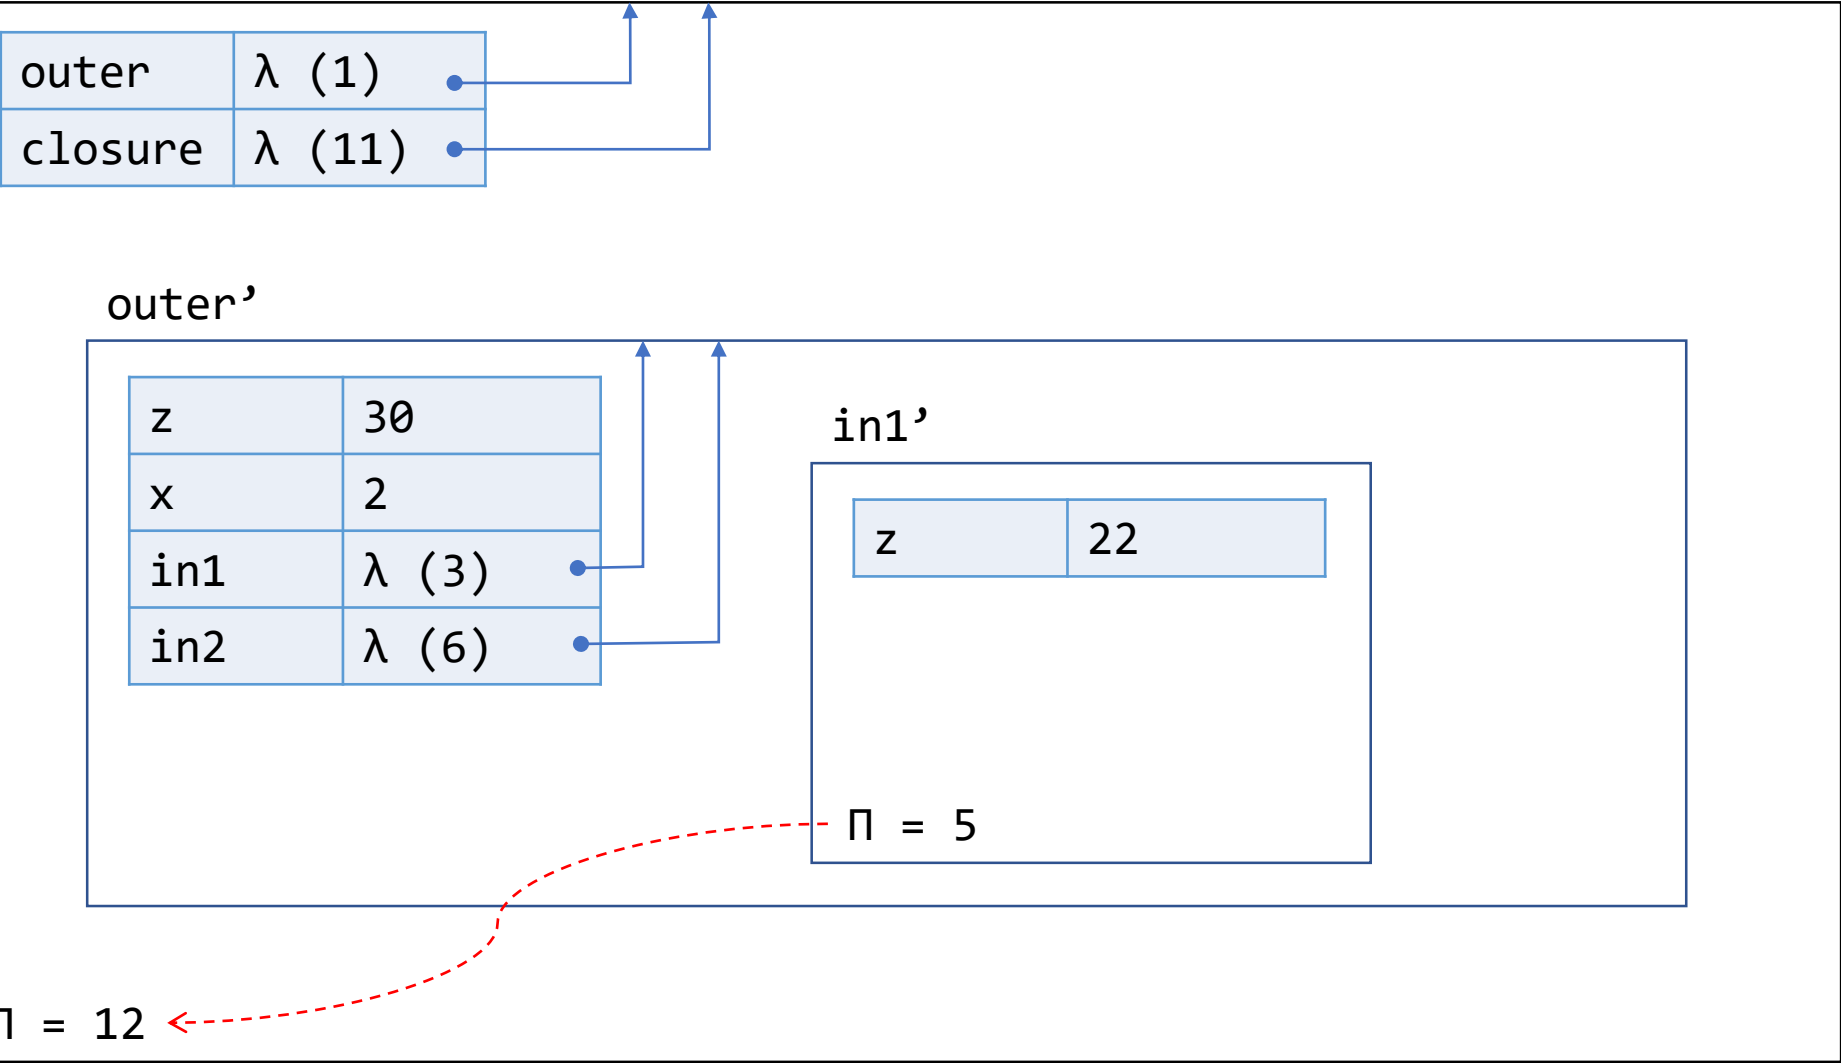 outer λ (1)
closure λ (11)
outer’
z 30
x 2
in1 λ (3)
in2 λ (6)
in1’
z 22
Π = 5
Π = 12